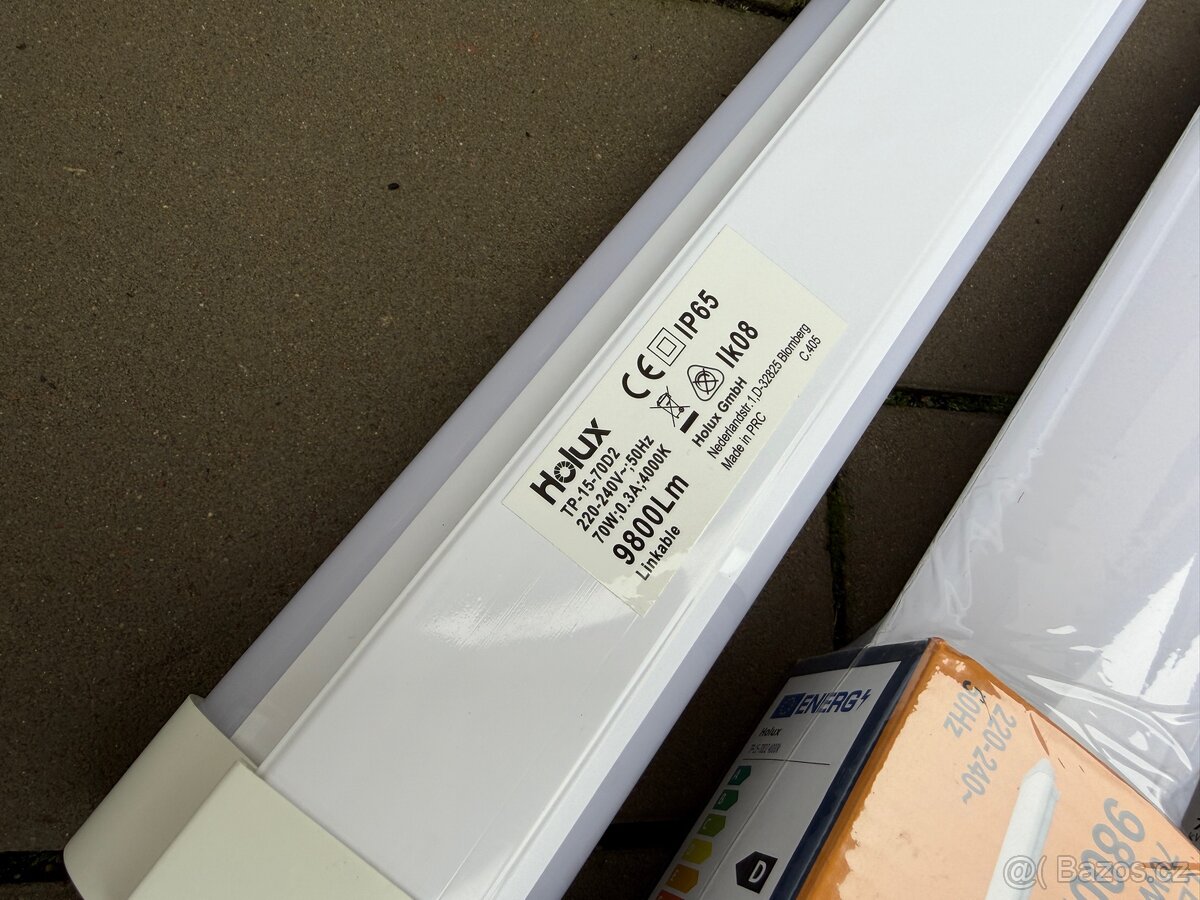 Holux
TP-15-70D2
220-240V~;50Hz
70W;0.3A;4000K
9800Lm
Linkable
CE IP65
Ik08
Holux GmbH
Nederlandstr.1,D-32825 Blomberg
Made in PRC
C.405
ENERG
Holux
D
220-240~
50Hz
@( Bazos.cz